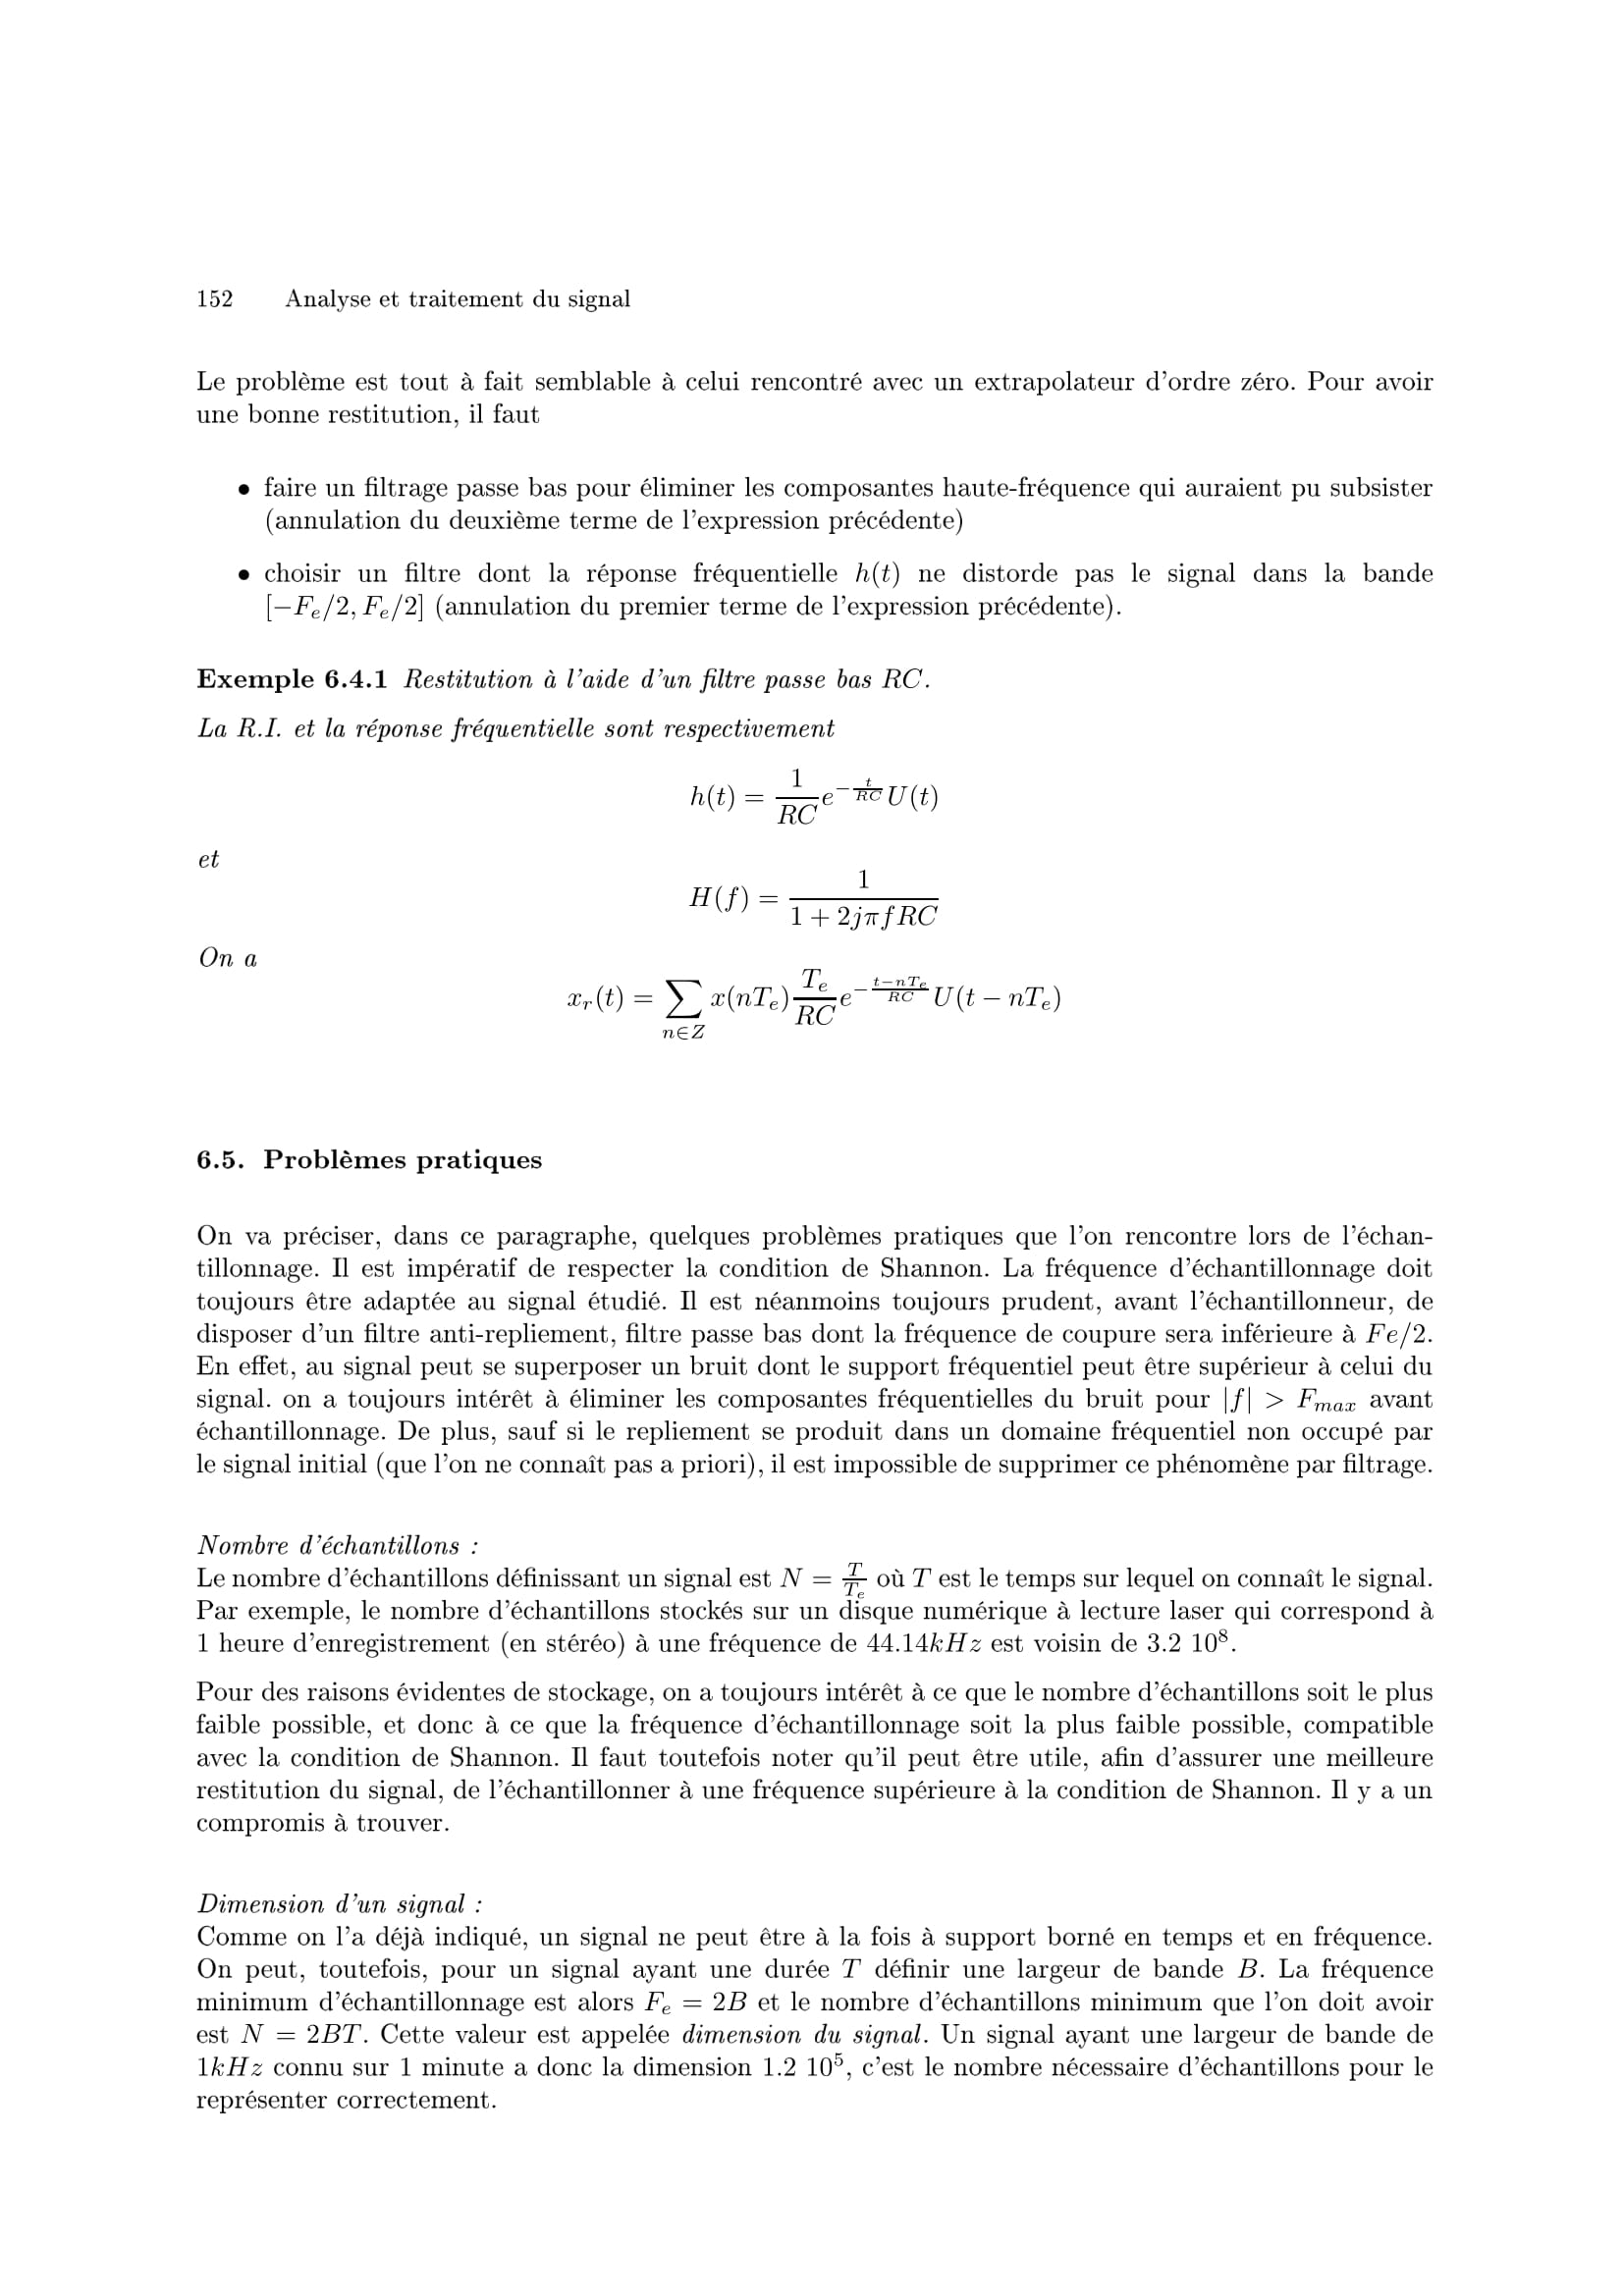 152 Analyse et traitement du signal
Le problème est tout à fait semblable à celui rencontré avec un extrapolateur d'ordre zéro. Pour avoir
une bonne restitution, il faut
• faire un filtrage passe bas pour éliminer les composantes haute-fréquence qui auraient pu subsister
(annulation du deuxième terme de l'expression précédente)
• choisir un filtre dont la réponse fréquentielle h(t) ne distorde pas le signal dans la bande
[−F_e/2, F_e/2] (annulation du premier terme de l'expression précédente).
Exemple 6.4.1 Restitution à l'aide d'un filtre passe bas RC.
La R.I. et la réponse fréquentielle sont respectivement
h(t) = \frac{1}{RC} e^{-\frac{t}{RC}} U(t)
et
H(f) = \frac{1}{1 + 2jπfRC}
On a
x_r(t) = \sum_{n∈Z} x(nT_e) \frac{T_e}{RC} e^{-\frac{t−nT_e}{RC}} U(t − nT_e)
6.5. Problèmes pratiques
On va préciser, dans ce paragraphe, quelques problèmes pratiques que l'on rencontre lors de l'échan-
tillonnage. Il est impératif de respecter la condition de Shannon. La fréquence d'échantillonnage doit
toujours être adaptée au signal étudié. Il est néanmoins toujours prudent, avant l'échantillonneur, de
disposer d'un filtre anti-repliement, filtre passe bas dont la fréquence de coupure sera inférieure à Fe/2.
En effet, au signal peut se superposer un bruit dont le support fréquentiel peut être supérieur à celui du
signal. on a toujours intérêt à éliminer les composantes fréquentielles du bruit pour |f| > F_{max} avant
échantillonnage. De plus, sauf si le repliement se produit dans un domaine fréquentiel non occupé par
le signal initial (que l'on ne connaît pas a priori), il est impossible de supprimer ce phénomène par filtrage.
Nombre d'échantillons :
Le nombre d'échantillons définissant un signal est N = \frac{T}{T_e} où T est le temps sur lequel on connaît le signal.
Par exemple, le nombre d'échantillons stockés sur un disque numérique à lecture laser qui correspond à
1 heure d'enregistrement (en stéréo) à une fréquence de 44.14kHz est voisin de 3.2 10^8.
Pour des raisons évidentes de stockage, on a toujours intérêt à ce que le nombre d'échantillons soit le plus
faible possible, et donc à ce que la fréquence d'échantillonnage soit la plus faible possible, compatible
avec la condition de Shannon. Il faut toutefois noter qu'il peut être utile, afin d'assurer une meilleure
restitution du signal, de l'échantillonner à une fréquence supérieure à la condition de Shannon. Il y a un
compromis à trouver.
Dimension d'un signal :
Comme on l'a déjà indiqué, un signal ne peut être à la fois à support borné en temps et en fréquence.
On peut, toutefois, pour un signal ayant une durée T définir une largeur de bande B. La fréquence
minimum d'échantillonnage est alors F_e = 2B et le nombre d'échantillons minimum que l'on doit avoir
est N = 2BT. Cette valeur est appelée dimension du signal. Un signal ayant une largeur de bande de
1kHz connu sur 1 minute a donc la dimension 1.2 10^5, c'est le nombre nécessaire d'échantillons pour le
représenter correctement.